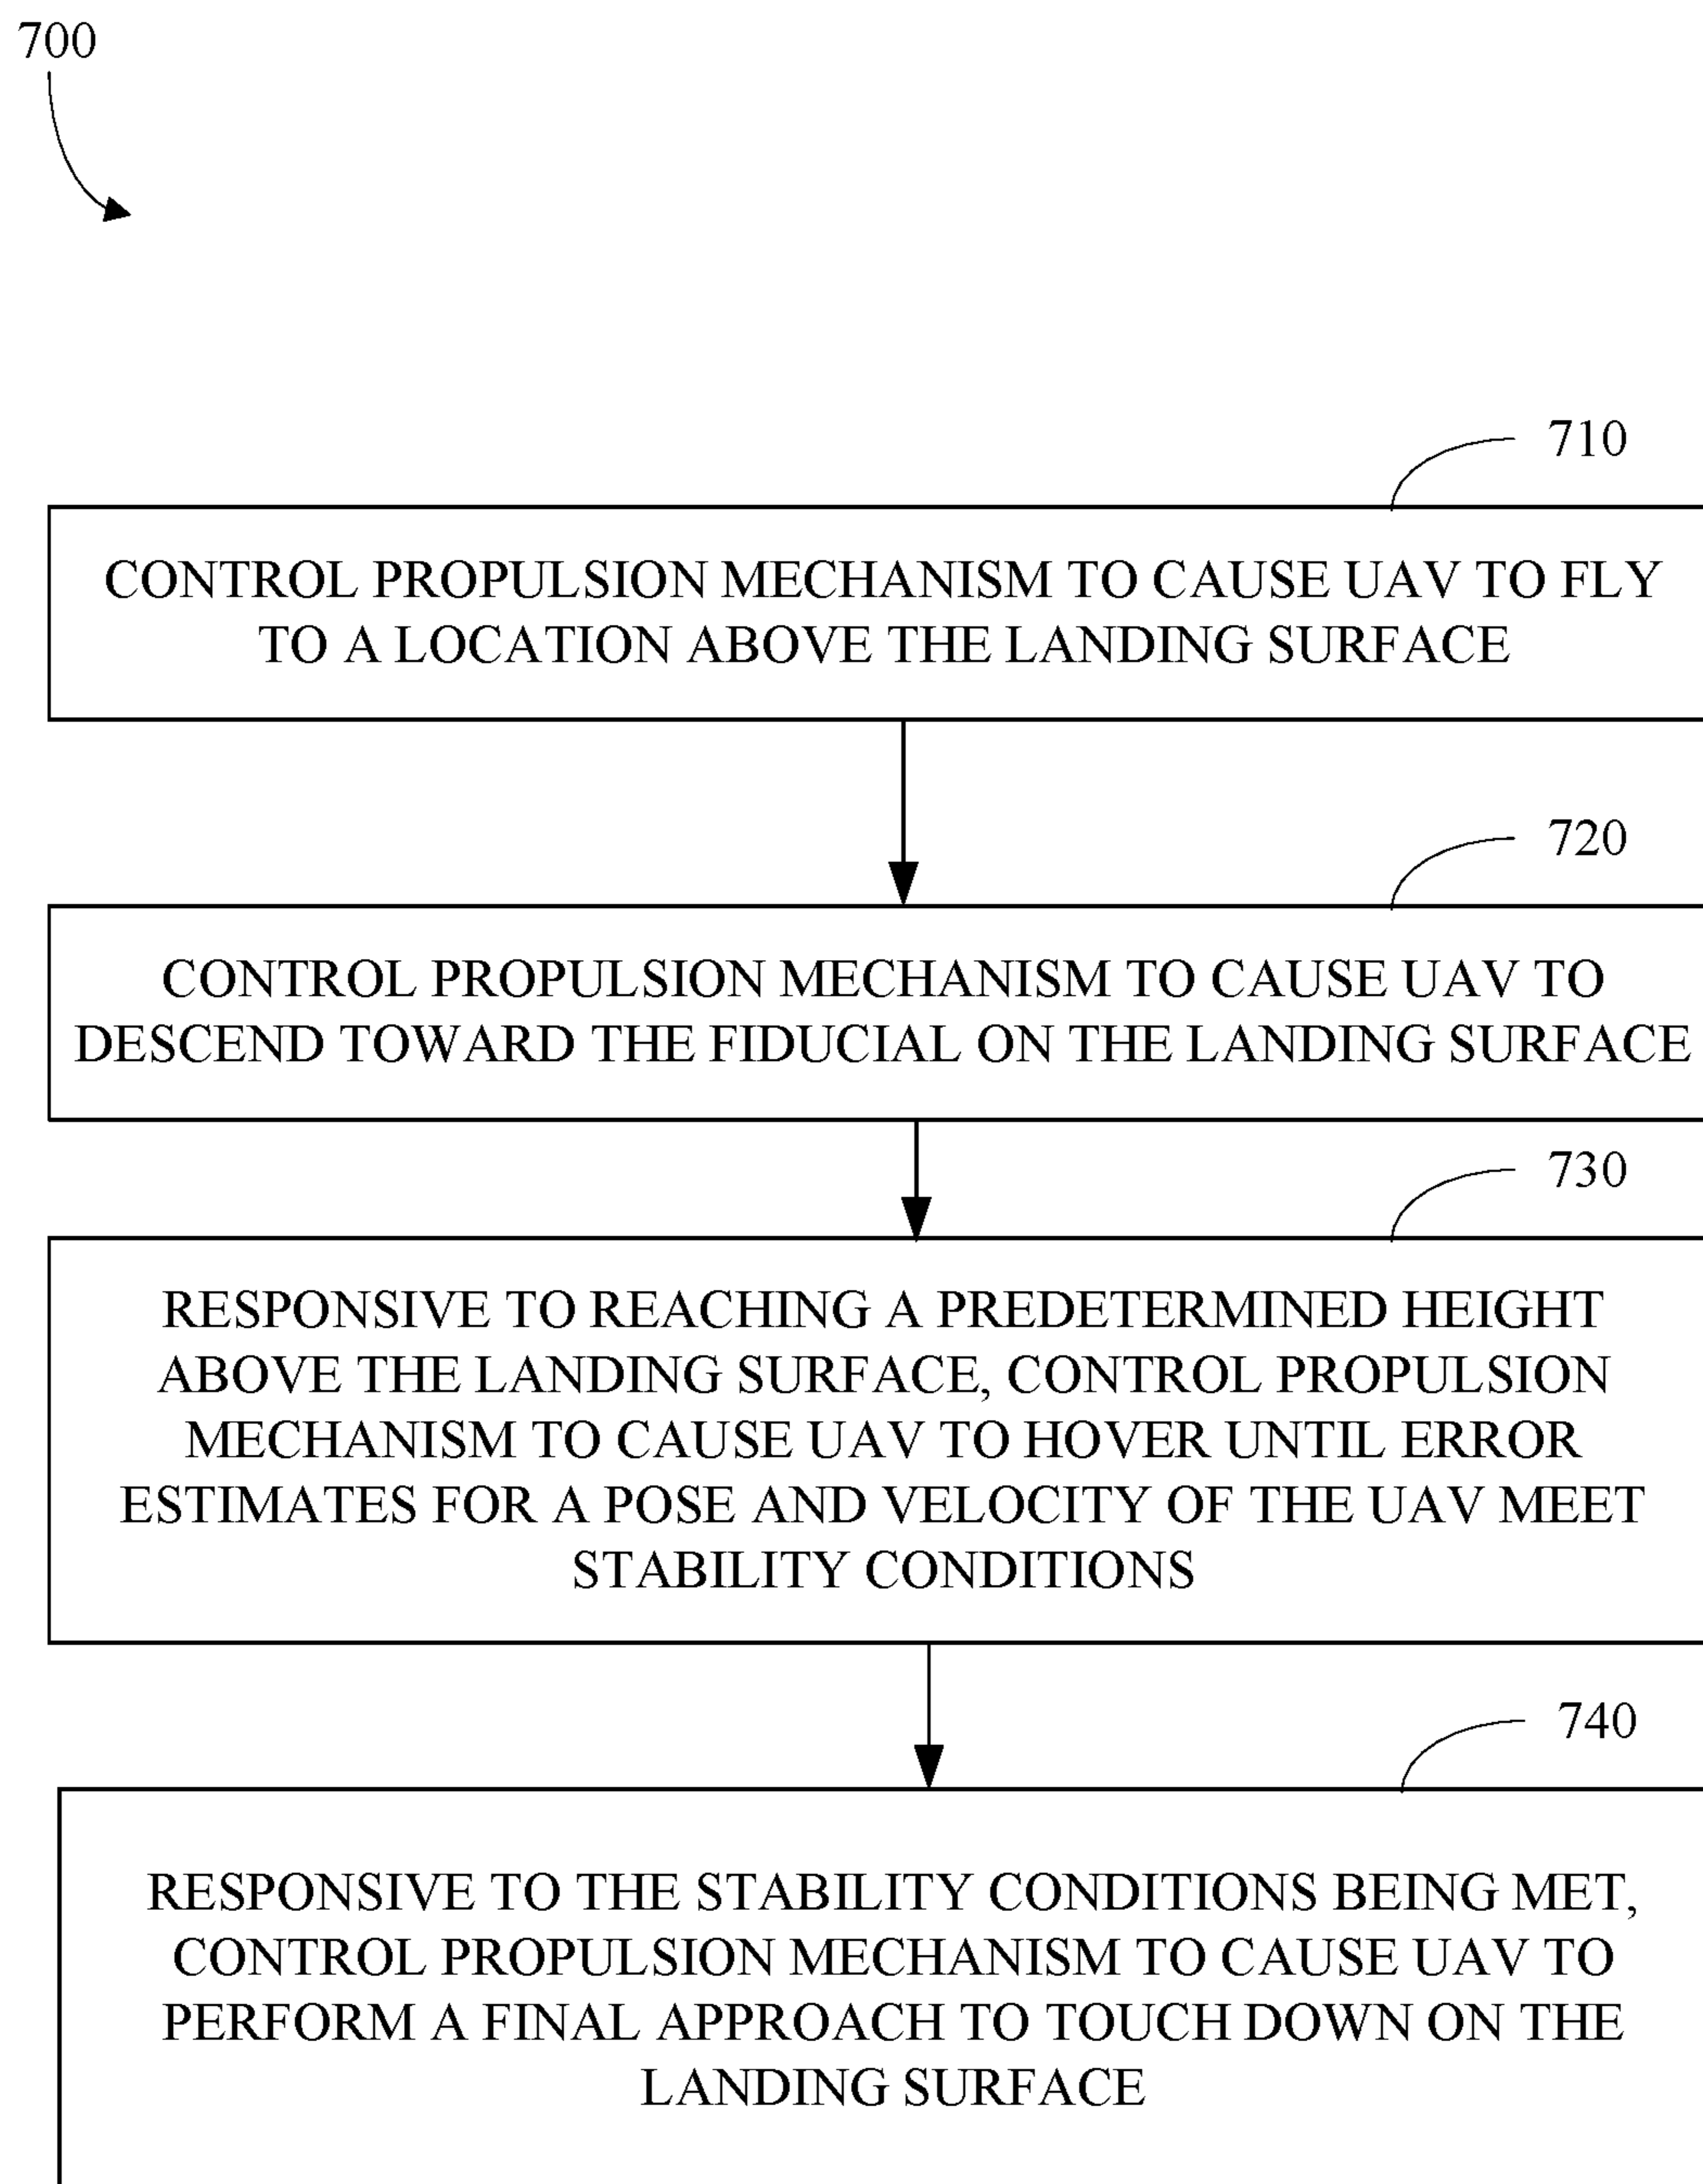 700
710
CONTROL PROPULSION MECHANISM TO CAUSE UAV TO FLY
TO A LOCATION ABOVE THE LANDING SURFACE
720
CONTROL PROPULSION MECHANISM TO CAUSE UAV TO
DESCEND TOWARD THE FIDUCIAL ON THE LANDING SURFACE
730
RESPONSIVE TO REACHING A PREDETERMINED HEIGHT
ABOVE THE LANDING SURFACE, CONTROL PROPULSION
MECHANISM TO CAUSE UAV TO HOVER UNTIL ERROR
ESTIMATES FOR A POSE AND VELOCITY OF THE UAV MEET
STABILITY CONDITIONS
740
RESPONSIVE TO THE STABILITY CONDITIONS BEING MET,
CONTROL PROPULSION MECHANISM TO CAUSE UAV TO
PERFORM A FINAL APPROACH TO TOUCH DOWN ON THE
LANDING SURFACE